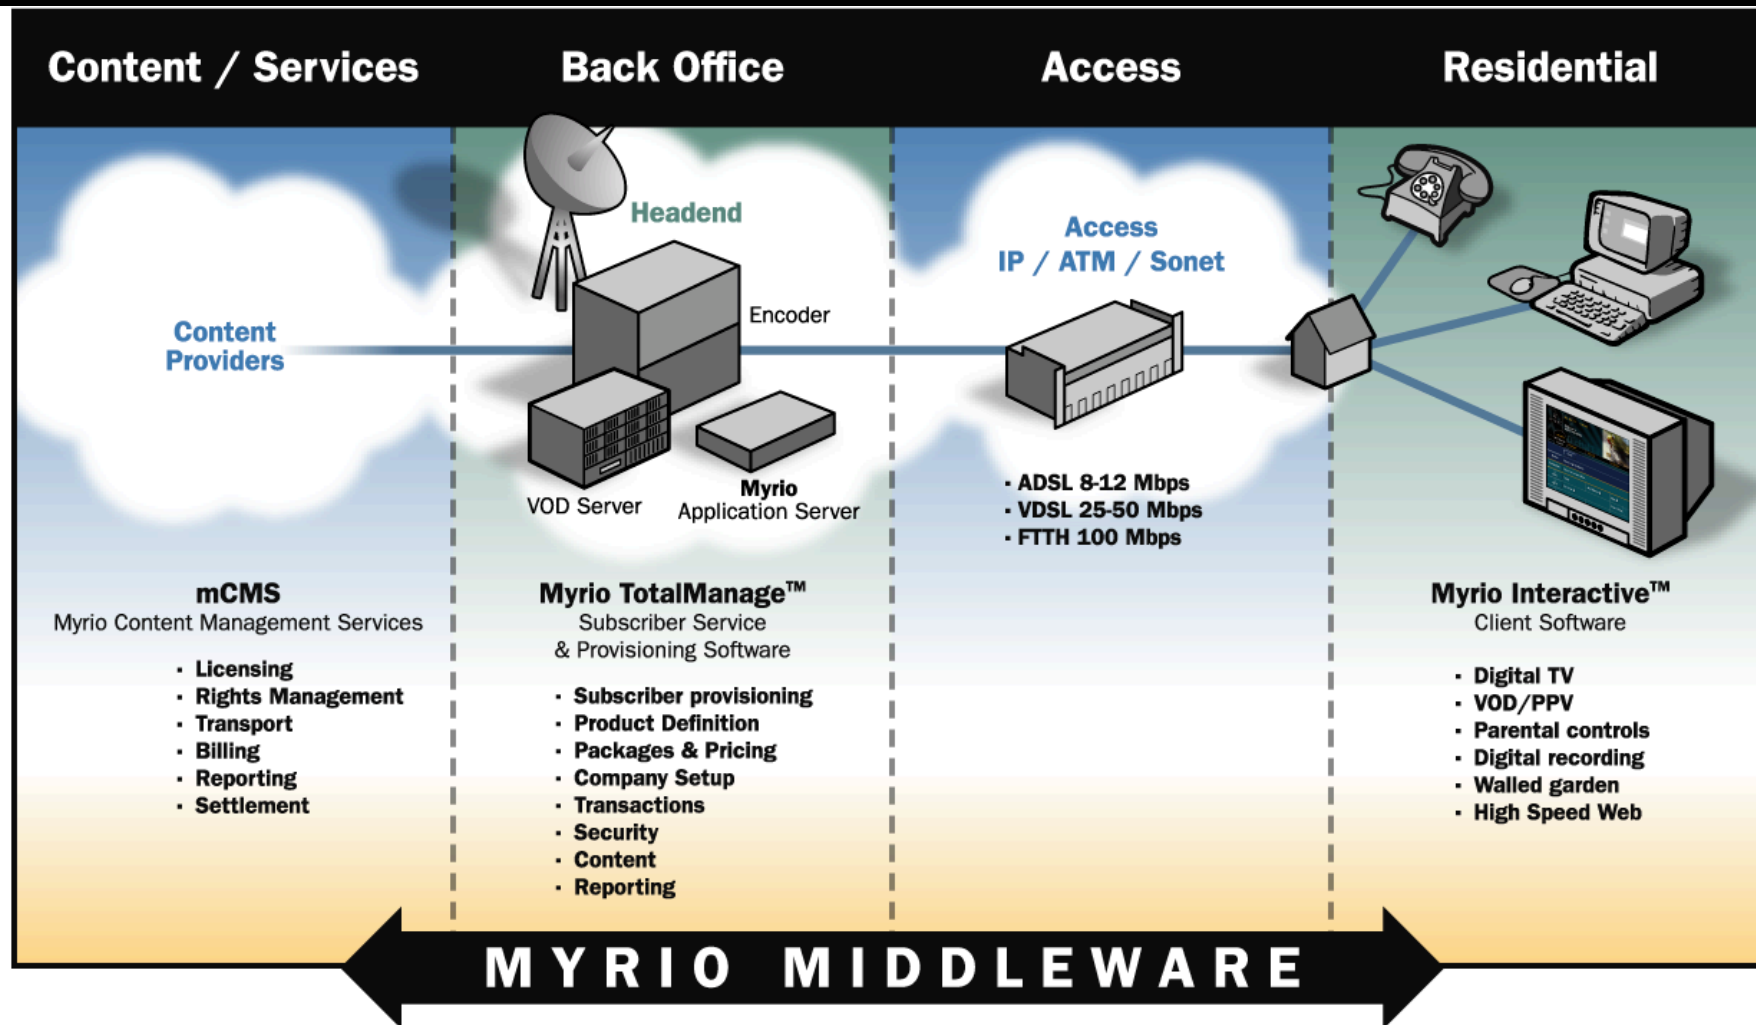 Content / Services
Back Office
Access
Residential
Content
Providers
Headend
Encoder
VOD Server
Myrio
Application Server
Access
IP / ATM / Sonet
▪ ADSL 8-12 Mbps
▪ VDSL 25-50 Mbps
▪ FTTH 100 Mbps
mCMS
Myrio Content Management Services
▪ Licensing
▪ Rights Management
▪ Transport
▪ Billing
▪ Reporting
▪ Settlement
Myrio TotalManage™
Subscriber Service
& Provisioning Software
▪ Subscriber provisioning
▪ Product Definition
▪ Packages & Pricing
▪ Company Setup
▪ Transactions
▪ Security
▪ Content
▪ Reporting
Myrio Interactive™
Client Software
▪ Digital TV
▪ VOD/PPV
▪ Parental controls
▪ Digital recording
▪ Walled garden
▪ High Speed Web
MYRIO MIDDLEWARE